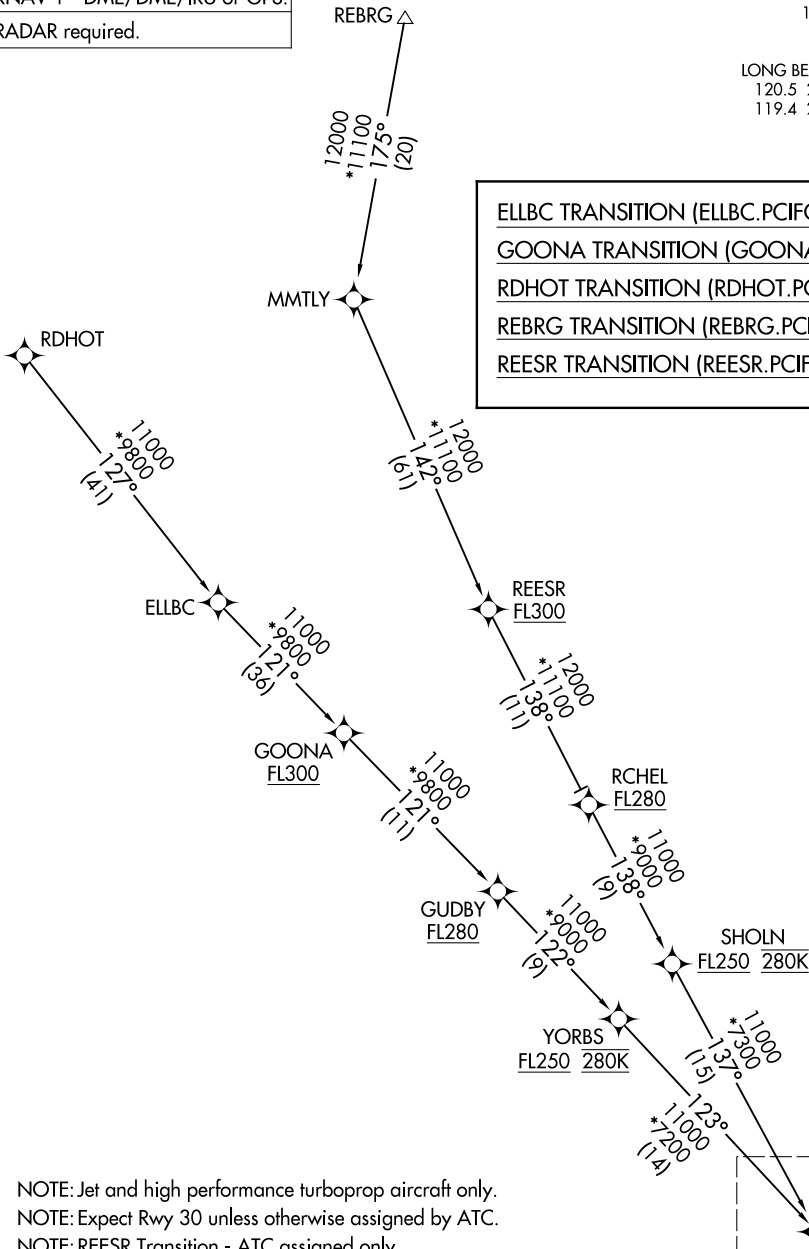 RNAV 1 - DME/DME/IRU or GPS.
RADAR required.
REBRG
12000
*11100
175°
(20)
LONG BE
120.5
119.4
ELLBC TRANSITION (ELLBC.PCIF
GOONA TRANSITION (GOONA
RDHOT TRANSITION (RDHOT.PC
REBRG TRANSITION (REBRG.PCI
REESR TRANSITION (REESR.PCIF
MMTLY
RDHOT
11000
*9800
127°
(41)
12000
*11100
142°
(61)
ELLBC
REESR
FL300
11000
*9800
121°
(36)
12000
*11100
138°
(11)
GOONA
FL300
11000
*9800
121°
(11)
RCHEL
FL280
11000
*9000
138°
(9)
GUDBY
FL280
11000
*9000
122°
(9)
SHOLN
FL250 280K
YORBS
FL250 280K
11000
*7300
137°
(15)
123°
11000
*7200
(14)
NOTE: Jet and high performance turboprop aircraft only.
NOTE: Expect Rwy 30 unless otherwise assigned by ATC.
NOTE: REESR Transition - ATC assigned only.